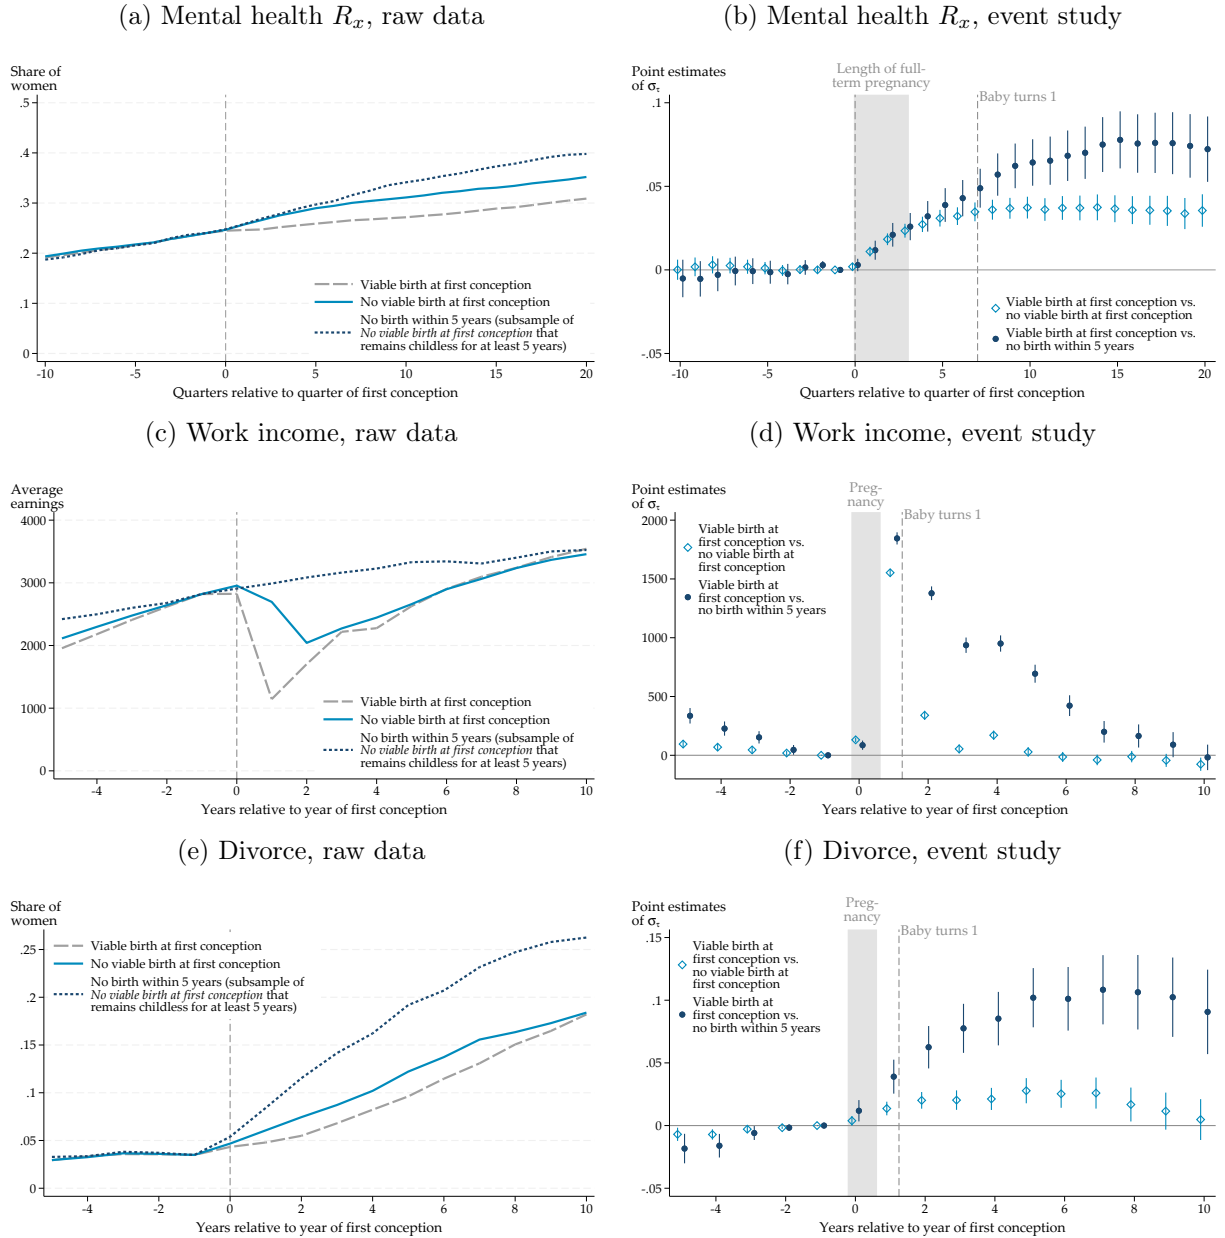 (a) Mental health Rx, raw data
Share of
women
.5
.4
.3
.2
.1
0
Viable birth at first conception
No viable birth at first conception
No birth within 5 years (subsample of
No viable birth at first conception that
remains childless for at least 5 years)
-10 -5 0 5 10 15 20
Quarters relative to quarter of first conception
(b) Mental health Rx, event study
Point estimates
of στ
Length of full-
term pregnancy
Baby turns 1
.1
.05
0
-.05
Viable birth at first conception vs.
no viable birth at first conception
Viable birth at first conception vs.
no birth within 5 years
-10 -5 0 5 10 15 20
Quarters relative to quarter of first conception
(c) Work income, raw data
Average
earnings
4000
3000
2000
1000
0
Viable birth at first conception
No viable birth at first conception
No birth within 5 years (subsample of
No viable birth at first conception that
remains childless for at least 5 years)
-4 -2 0 2 4 6 8 10
Years relative to year of first conception
(d) Work income, event study
Point estimates
of στ
Preg-
nancy
Baby turns 1
2000
1500
1000
500
0
Viable birth at
first conception vs.
no viable birth at
first conception
Viable birth at
first conception vs.
no birth within 5 years
-4 -2 0 2 4 6 8 10
Years relative to year of first conception
(e) Divorce, raw data
Share of
women
.25
.2
.15
.1
.05
0
Viable birth at first conception
No viable birth at first conception
No birth within 5 years (subsample of
No viable birth at first conception that
remains childless for at least 5 years)
-4 -2 0 2 4 6 8 10
Years relative to year of first conception
(f) Divorce, event study
Point estimates
of στ
Preg-
nancy
Baby turns 1
.15
.1
.05
0
-.05
Viable birth at
first conception vs.
no viable birth at
first conception
Viable birth at
first conception vs.
no birth within 5 years
-4 -2 0 2 4 6 8 10
Years relative to year of first conception